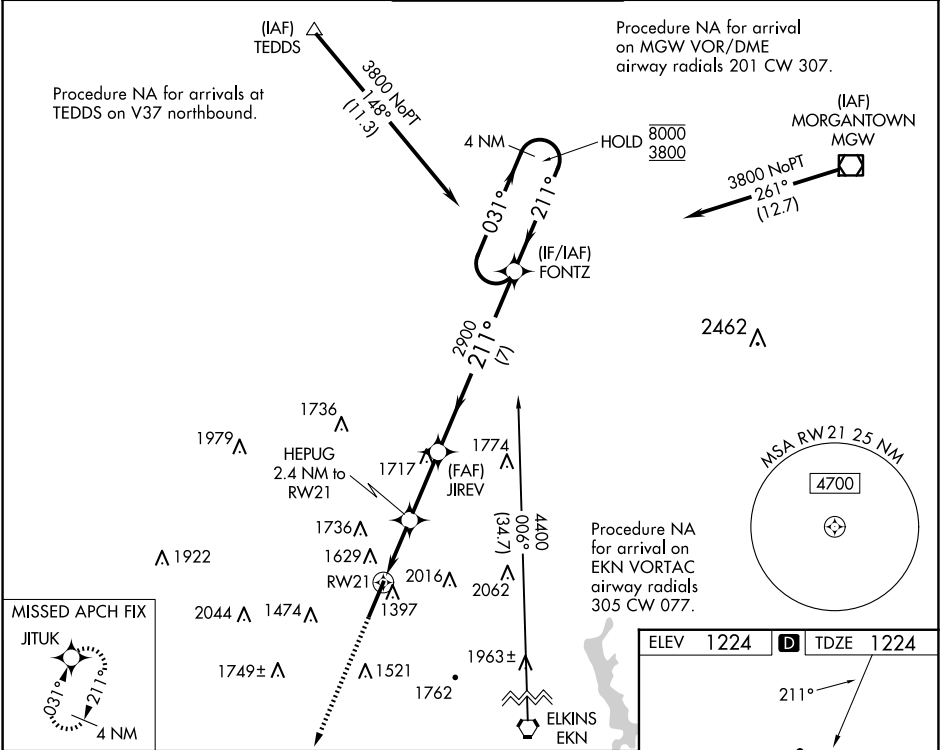 (IAF)
TEDDS
Procedure NA for arrival
on MGW VOR/DME
airway radials 201 CW 307.
Procedure NA for arrivals at
TEDDS on V37 northbound.
3800 NoPT
148°
(11.3)
(IAF)
MORGANTOWN
MGW
4 NM
HOLD
8000
3800
3800 NoPT
261°
(12.7)
031°
211°
(IF/IAF)
FONTZ
2900
211°
(7)
2462
1736
1979
HEPUG
2.4 NM to
RW21
1717
(FAF)
JIREV
1774
MSA RW21 25 NM
4700
4400
006°
(34.7)
Procedure NA
for arrival on
EKN VORTAC
airway radials
305 CW 077.
1736
1922
1629
RW21
2016
2062
1397
2044
1474
1749±
1521
1762
1963±
ELKINS
EKN
MISSED APCH FIX
JITUK
031°
211°
4 NM
ELEV 1224 D TDZE 1224
211°